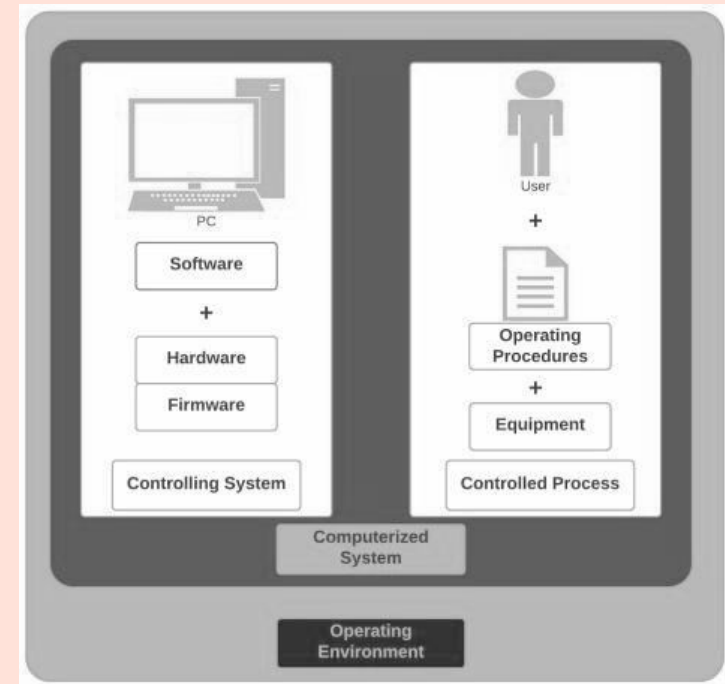 PC
Software
+
Hardware
Firmware
Controlling System
User
+
Operating
Procedures
+
Equipment
Controlled Process
Computerized
System
Operating
Environment